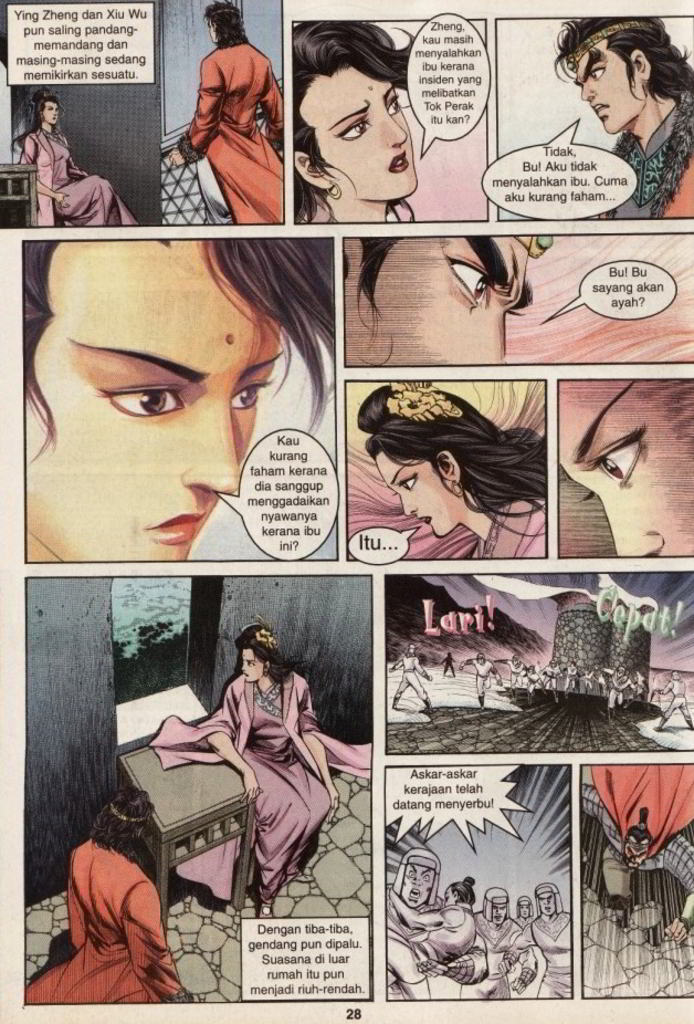 Ying Zheng dan Xiu Wu
pun saling pandang-
memandang dan
masing-masing sedang
memikirkan sesuatu.
Zheng,
kau masih
menyalahkan
ibu kerana
insiden yang
melibatkan
Tok Perak
itu kan?
Tidak,
Bu! Aku tidak
menyalahkan ibu. Cuma
aku kurang faham...
Kau
kurang
faham kerana
dia sanggup
menggadaikan
nyawanya
kerana ibu
ini?
Bu! Bu
sayang akan
ayah?
Itu...
Dengan tiba-tiba,
gendang pun dipalu.
Suasana di luar
rumah itu pun
menjadi riuh-rendah.
Lari!
Cepat!
Askar-askar
kerajaan telah
datang menyerbu!
28